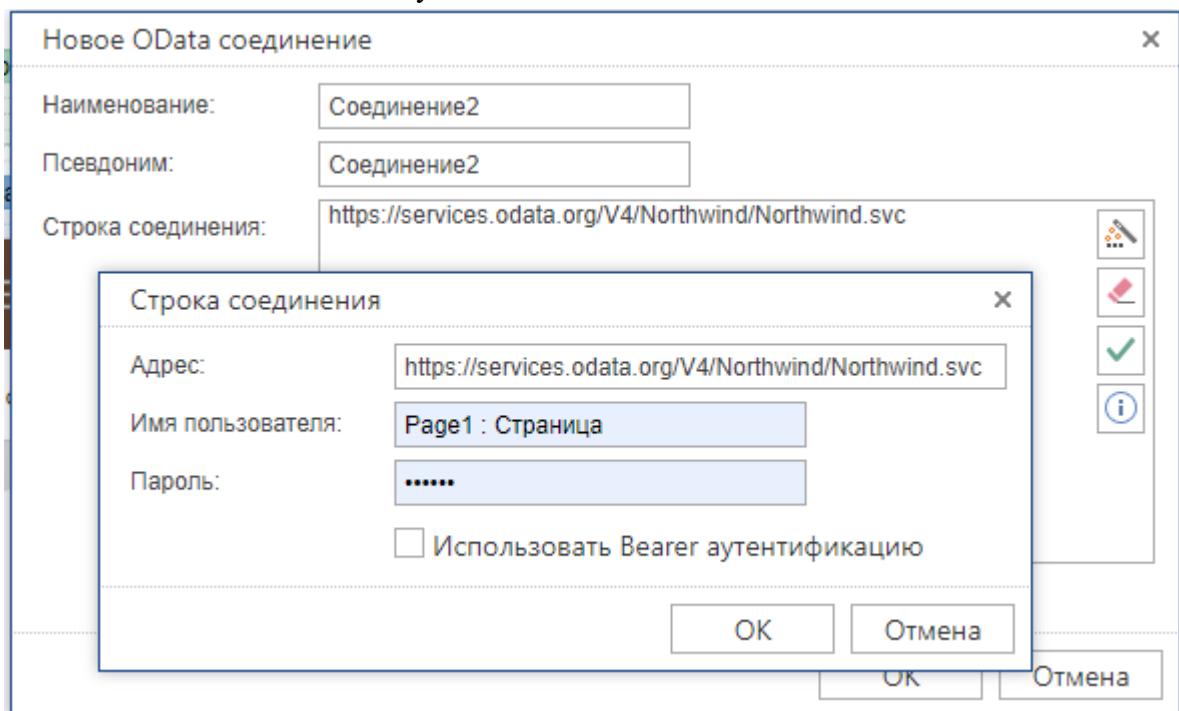 Новое OData соединение
Наименование: Соединение2
Псевдоним: Соединение2
Строка соединения: https://services.odata.org/V4/Northwind/Northwind.svc
Строка соединения
Адрес: https://services.odata.org/V4/Northwind/Northwind.svc
Имя пользователя: Page1 : Страница
Пароль: ••••••
Использовать Bearer аутентификацию
OK Отмена
OK Отмена